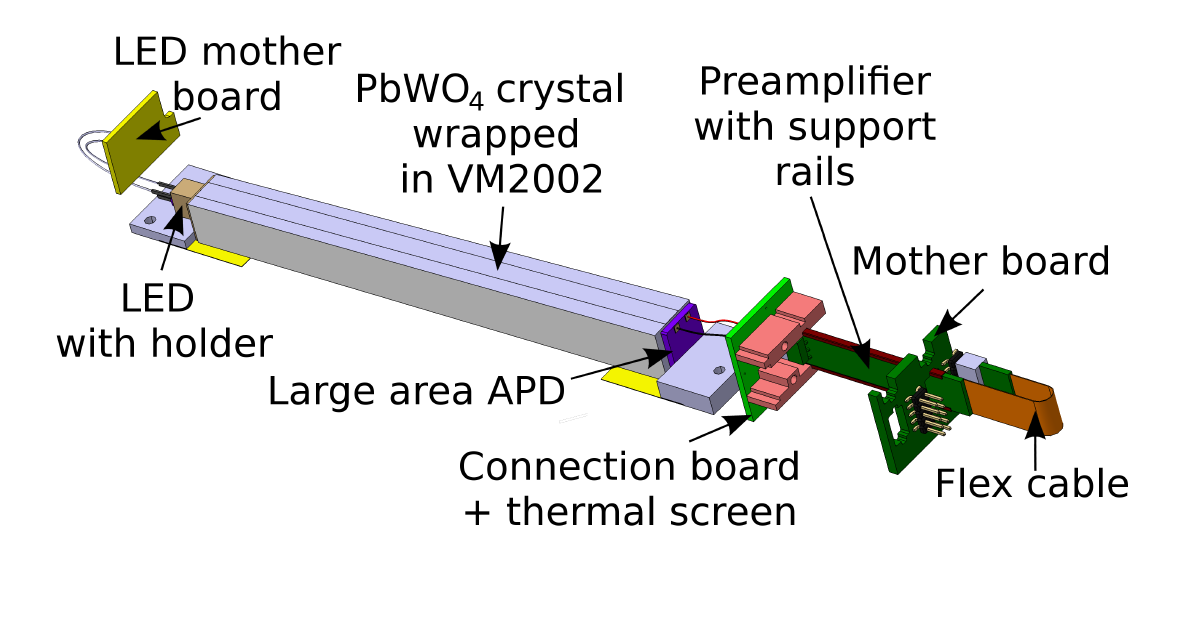 LED mother
board
PbWO₄ crystal
wrapped
in VM2002
Preamplifier
with support
rails
Mother board
LED
with holder
Large area APD
Connection board
+ thermal screen
Flex cable